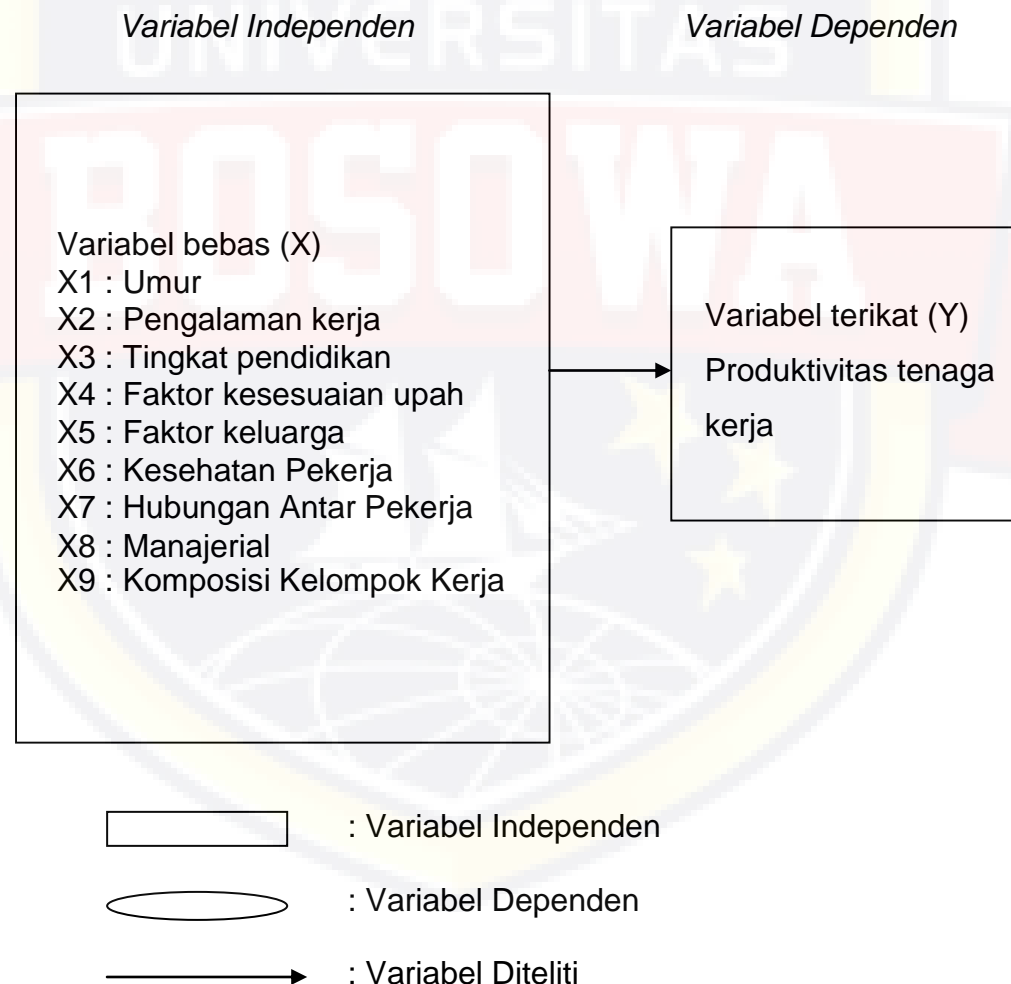 UNIVERSITAS
BOSOWA
Variabel Independen
Variabel Dependen
Variabel bebas (X)
X1 : Umur
X2 : Pengalaman kerja
X3 : Tingkat pendidikan
X4 : Faktor kesesuaian upah
X5 : Faktor keluarga
X6 : Kesehatan Pekerja
X7 : Hubungan Antar Pekerja
X8 : Manajerial
X9 : Komposisi Kelompok Kerja
Variabel terikat (Y)
Produktivitas tenaga
kerja
: Variabel Independen
: Variabel Dependen
: Variabel Diteliti